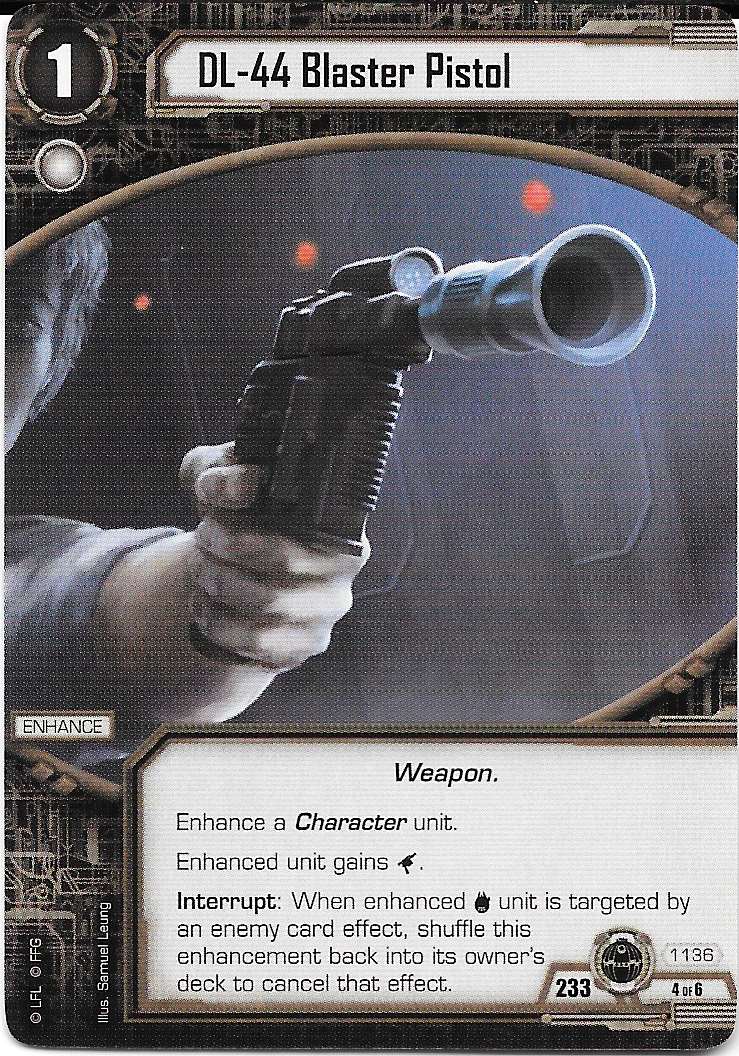 1
DL-44 Blaster Pistol
ENHANCE
Weapon.
Enhance a Character unit.
Enhanced unit gains .
Interrupt: When enhanced unit is targeted by
an enemy card effect, shuffle this
enhancement back into its owner's
deck to cancel that effect.
233
1136
4 OF 6
© LFL © FFG
Illus. Samuel Leung